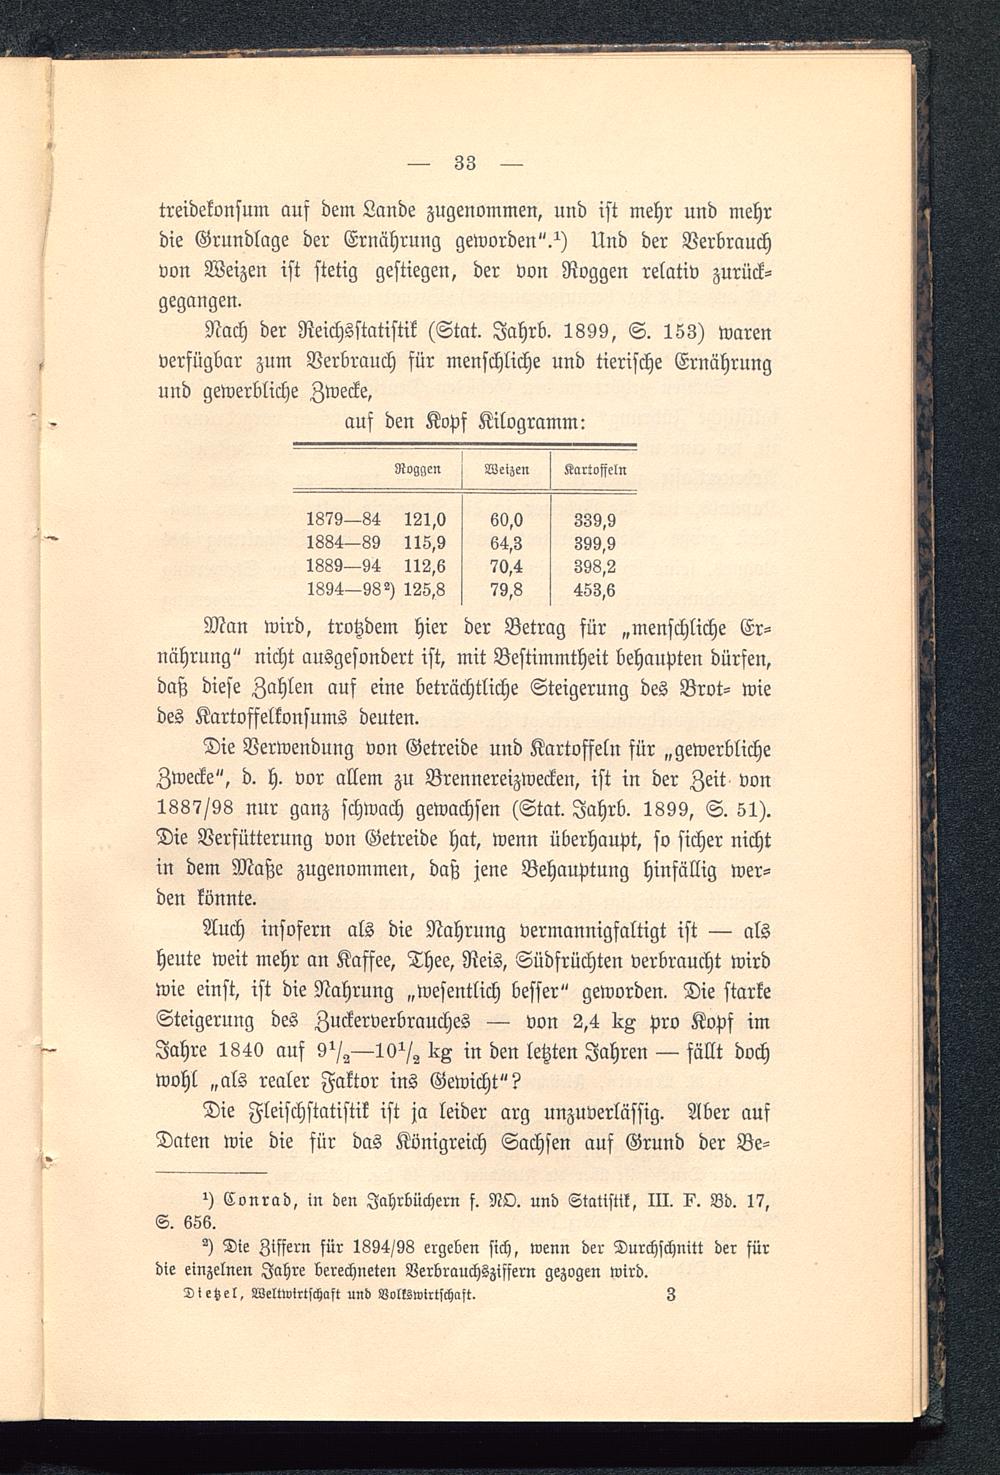 — 33 —
treidekonsum auf dem Lande zugenommen, und ist mehr und mehr
die Grundlage der Ernährung geworden“.¹) Und der Verbrauch
von Weizen ist stetig gestiegen, der von Roggen relativ zurück-
gegangen.
Nach der Reichsstatistik (Stat. Jahrb. 1899, S. 153) waren
verfügbar zum Verbrauch für menschliche und tierische Ernährung
und gewerbliche Zwecke,
auf den Kopf Kilogramm:
Roggen Weizen Kartoffeln
1879—84 121,0 60,0 339,9
1884—89 115,9 64,3 399,9
1889—94 112,6 70,4 398,2
1894—98²) 125,8 79,8 453,6
Man wird, trotzdem hier der Betrag für „menschliche Er-
nährung“ nicht ausgesondert ist, mit Bestimmtheit behaupten dürfen,
daß diese Zahlen auf eine beträchtliche Steigerung des Brot- wie
des Kartoffelkonsums deuten.
Die Verwendung von Getreide und Kartoffeln für „gewerbliche
Zwecke“, d. h. vor allem zu Brennereizwecken, ist in der Zeit von
1887/98 nur ganz schwach gewachsen (Stat. Jahrb. 1899, S. 51).
Die Verfütterung von Getreide hat, wenn überhaupt, so sicher nicht
in dem Maße zugenommen, daß jene Behauptung hinfällig wer-
den könnte.
Auch insofern als die Nahrung vermannigfaltigt ist — als
heute weit mehr an Kaffee, Thee, Reis, Südfrüchten verbraucht wird
wie einst, ist die Nahrung „wesentlich besser“ geworden. Die starke
Steigerung des Zuckerverbrauches — von 2,4 kg pro Kopf im
Jahre 1840 auf 9¹/₂—10¹/₂ kg in den letzten Jahren — fällt doch
wohl „als realer Faktor ins Gewicht“?
Die Fleischstatistik ist ja leider arg unzuverlässig. Aber auf
Daten wie die für das Königreich Sachsen auf Grund der Be-
¹) Conrad, in den Jahrbüchern f. NO. und Statistik, III. F. Bd. 17,
S. 656.
²) Die Ziffern für 1894/98 ergeben sich, wenn der Durchschnitt der für
die einzelnen Jahre berechneten Verbrauchsziffern gezogen wird.
Dietzel, Weltwirtschaft und Volkswirtschaft. 3